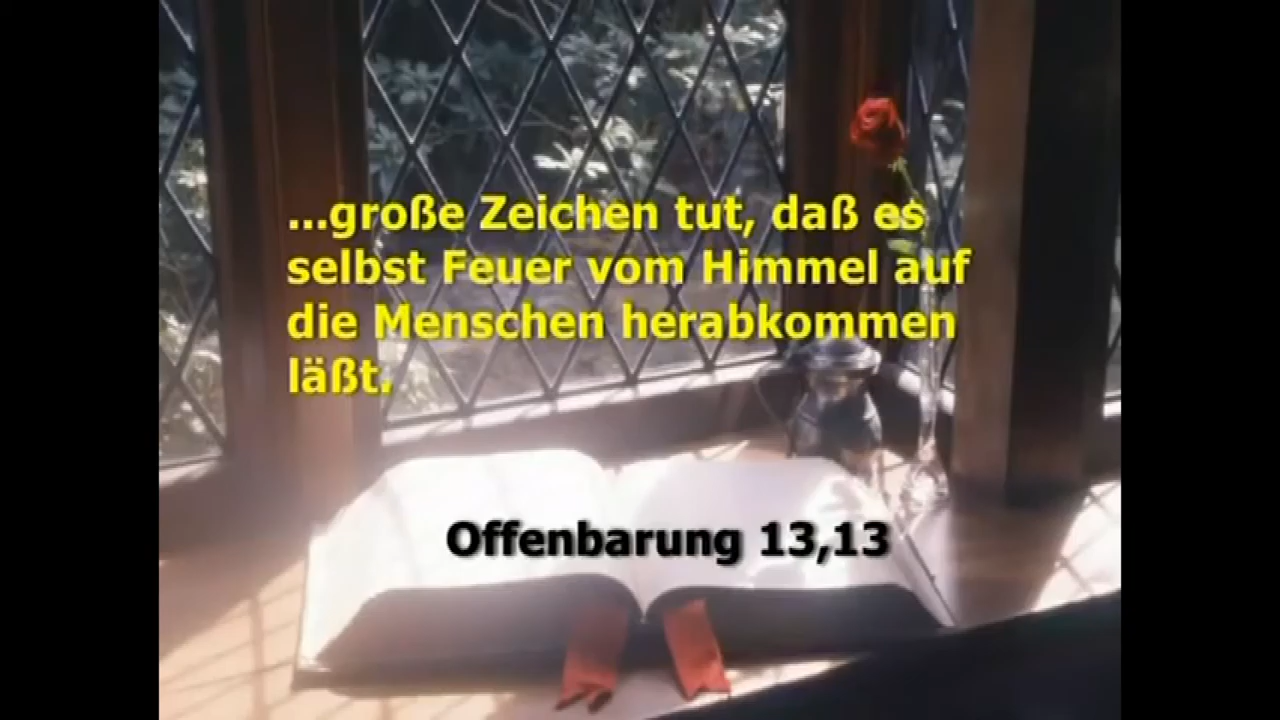 ...große Zeichen tut, daß es
selbst Feuer vom Himmel auf
die Menschen herabkommen
läßt.
Offenbarung 13,13